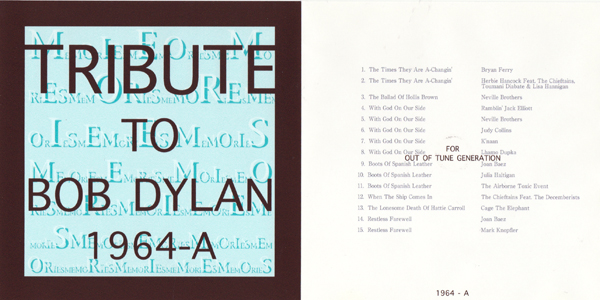 TRIBUTE
TO
BOB DYLAN
1964-A
1. The Times They Are A-Changin' Bryan Ferry
2. The Times They Are A-Changin' Herbie Hancock Feat. The Chieftains,
Toumani Diabate & Lisa Hannigan
3. The Ballad Of Hollis Brown Neville Brothers
4. With God On Our Side Ramblin' Jack Elliott
5. With God On Our Side Neville Brothers
6. With God On Our Side Judy Collins
7. With God On Our Side K'naan
8. With God On Our Side
FOR
9. Boots Of Spanish Leather Joan Baez
OUT OF TUNE GENERATION
10. Boots Of Spanish Leather Julia Haltigan
11. Boots Of Spanish Leather The Airborne Toxic Event
12. When The Ship Comes In The Chieftains Feat. The Decemberists
13. The Lonesome Death Of Hattie Carroll Cage The Elephant
14. Restless Farewell Joan Baez
15. Restless Farewell Mark Knopfler
1964 - A